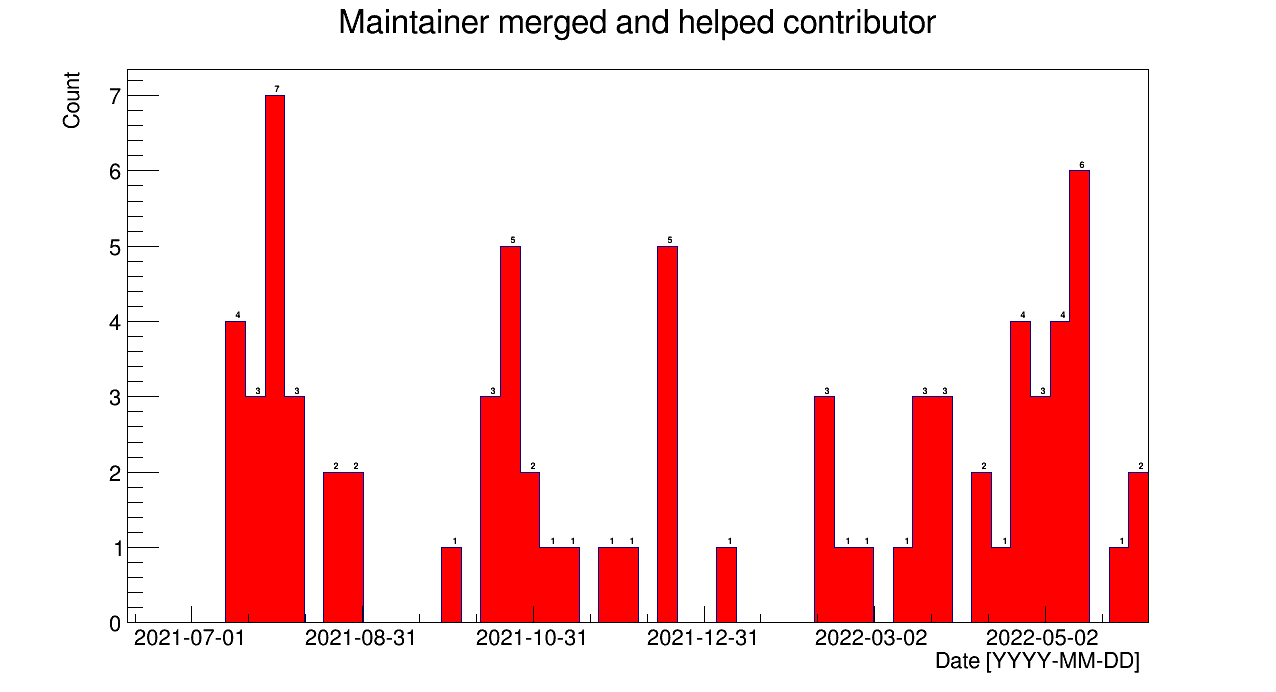 Maintainer merged and helped contributor
Count
7
6
5
4
3
2
1
0
4 3 7 3 2 2 1 3 5 2 1 1 1 1 5 1 3 1 1 1 3 3 2 1 4 3 4 6 1 2
2021-07-01 2021-08-31 2021-10-31 2021-12-31 2022-03-02 2022-05-02
Date [YYYY-MM-DD]